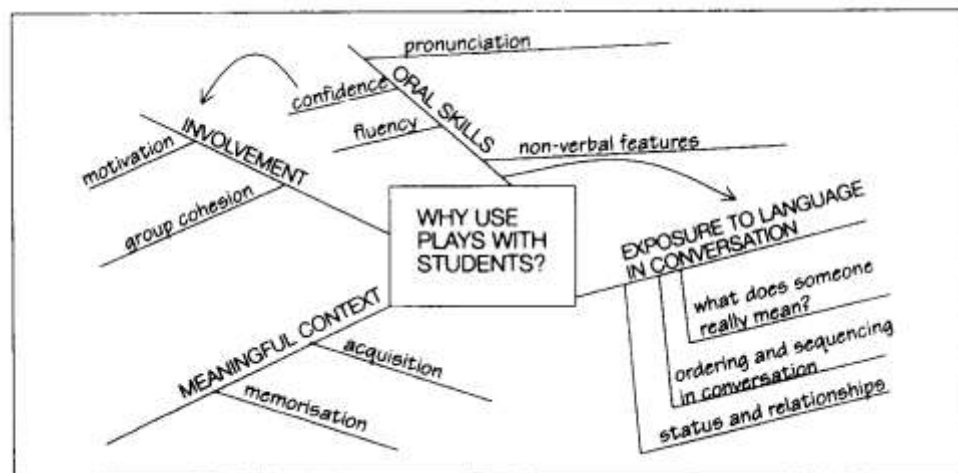 pronunciation
ORAL SKILLS
confidence
fluency
non-verbal features
INVOLVEMENT
motivation
group cohesion
WHY USE
PLAYS WITH
STUDENTS?
EXPOSURE TO LANGUAGE
IN CONVERSATION
what does someone
really mean?
ordering and sequencing
in conversation
status and relationships
MEANINGFUL CONTEXT
acquisition
memorisation